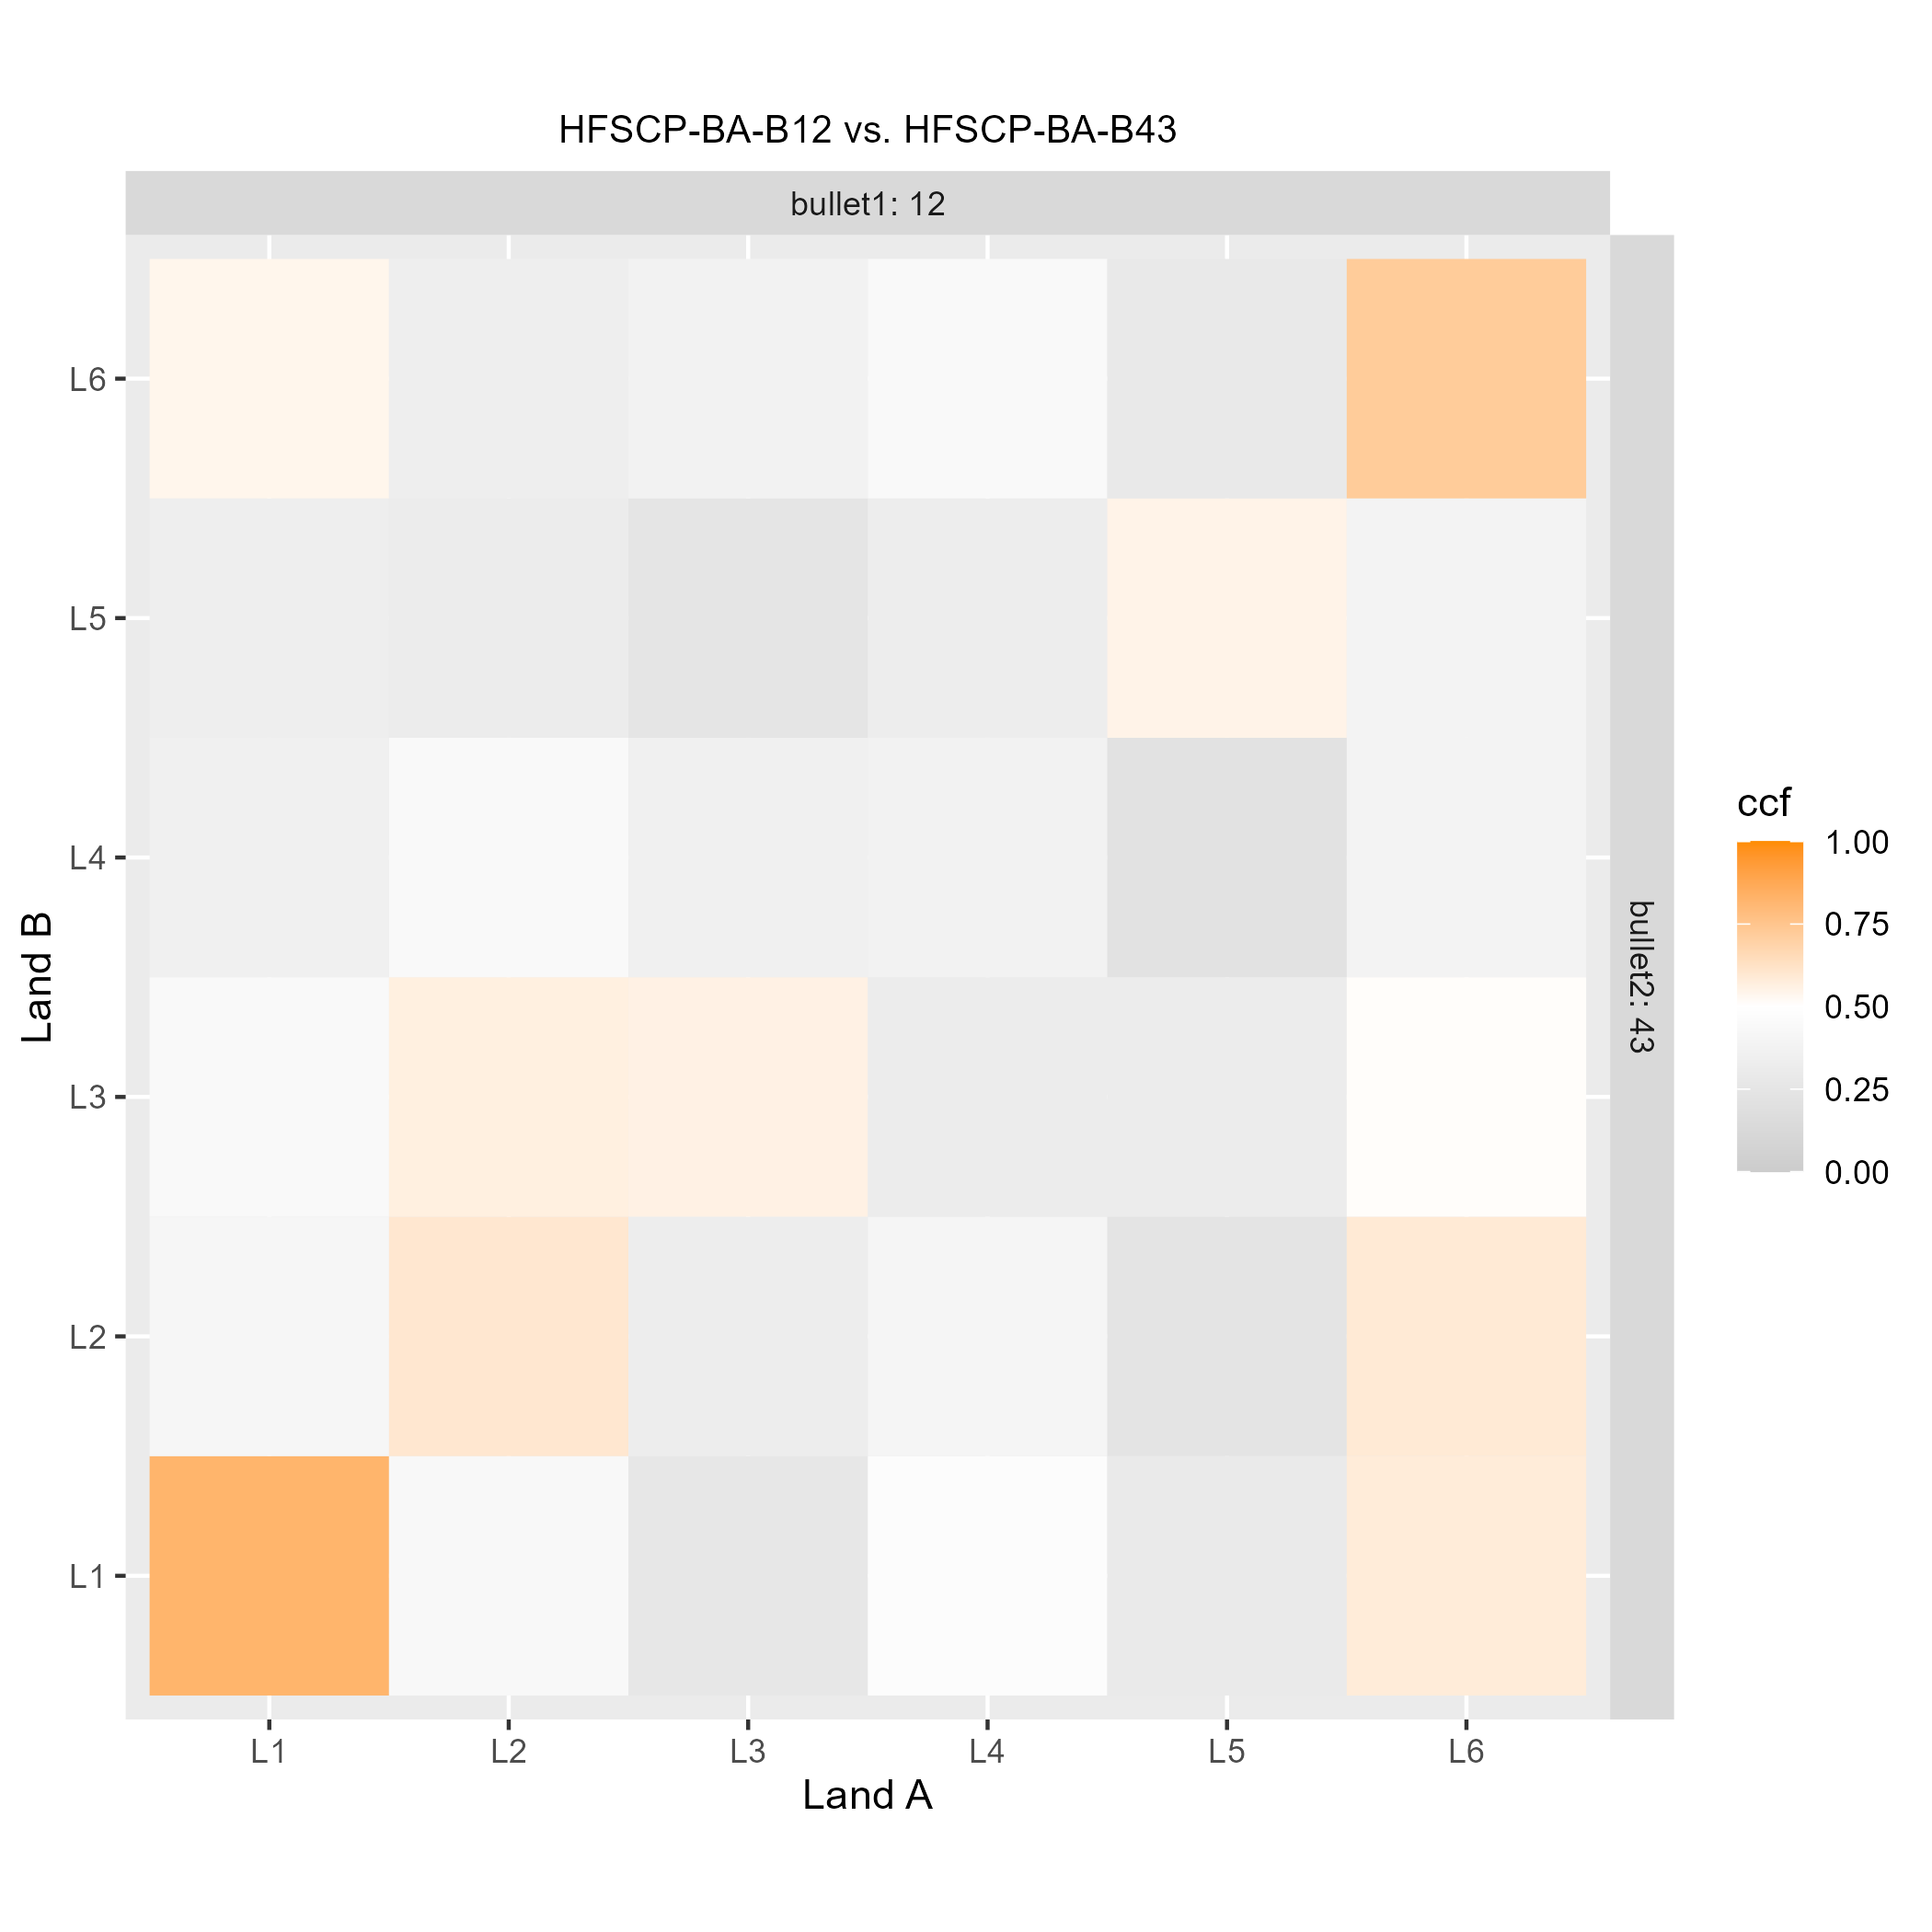 HFSCP-BA-B12 vs. HFSCP-BA-B43
bullet1: 12
L6
L5
L4
L3
L2
L1
Land B
bullet2: 43
L1 L2 L3 L4 L5 L6
Land A
ccf
1.00
0.75
0.50
0.25
0.00